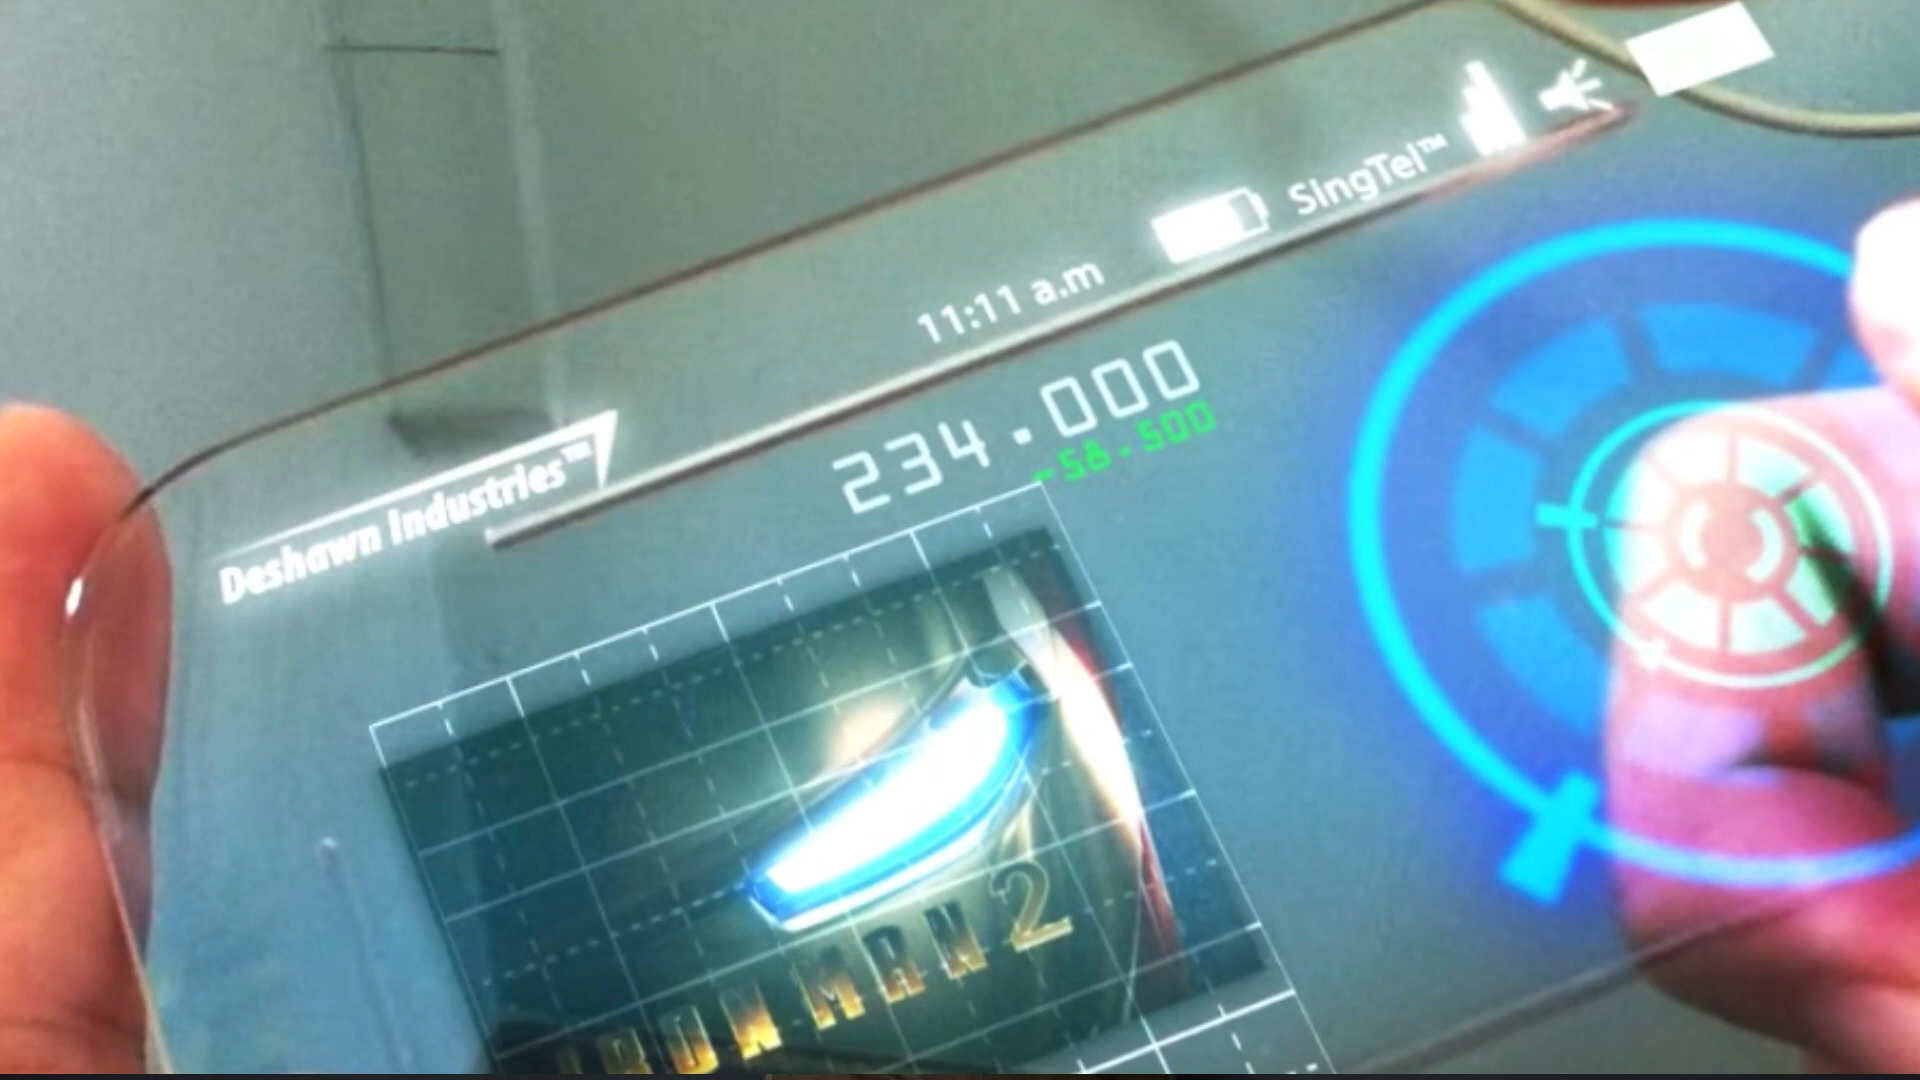 SingTel™
11:11 a.m
Deshawn Industries™
234.000
-58.500
IRON MAN 2